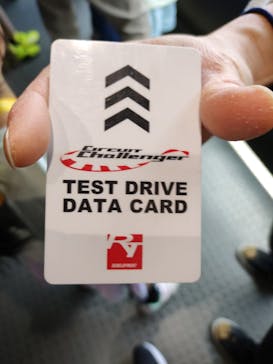 Circuit
Challenger
TEST DRIVE
DATA CARD